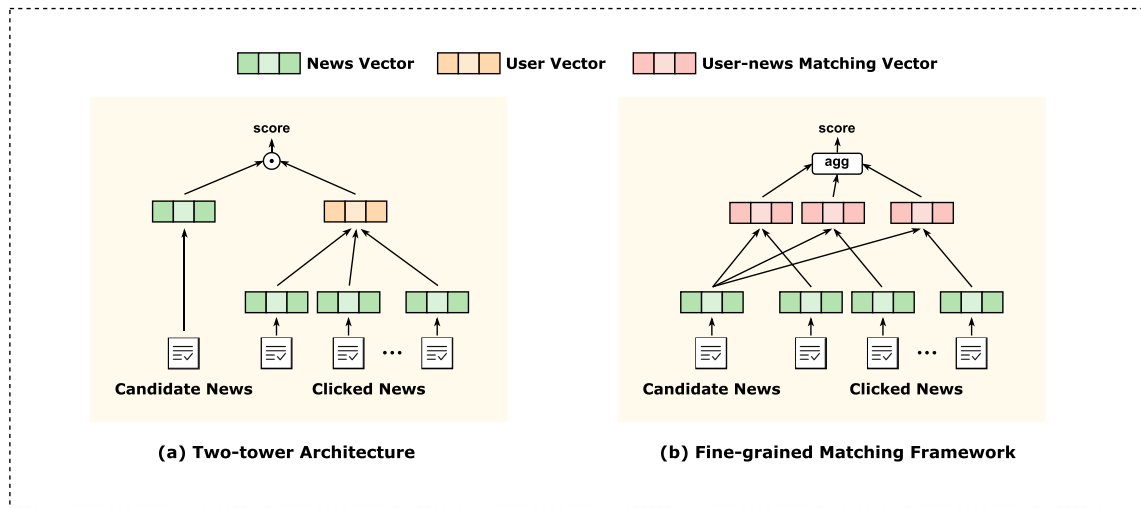 News Vector
User Vector
User-news Matching Vector
score
...
Candidate News
Clicked News
(a) Two-tower Architecture
score
agg
...
Candidate News
Clicked News
(b) Fine-grained Matching Framework